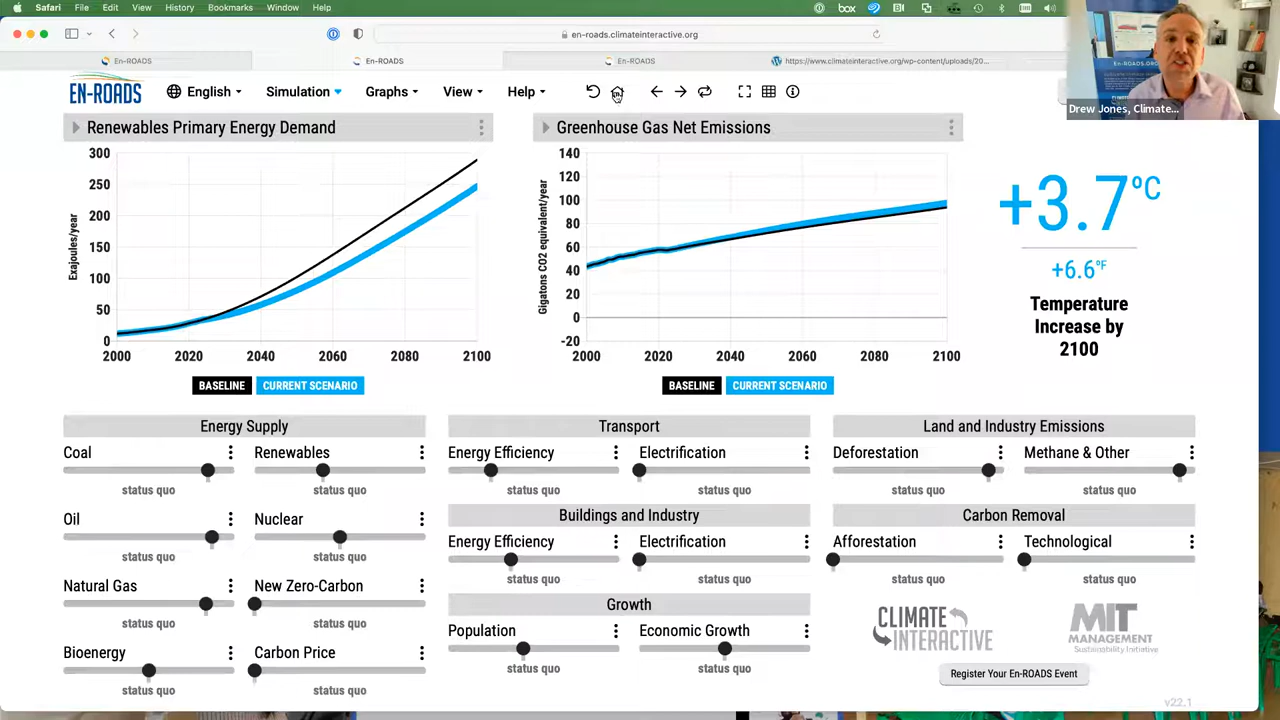 Safari File Edit View History Bookmarks Window Help
box
en-roads.climateinteractive.org
En-ROADS
En-ROADS
En-ROADS
https://www.climateinteractive.org/wp-content/uploads/20...
EN-ROADS
English
Simulation
Graphs
View
Help
EN-ROADS.ORG
Drew Jones, Climate...
Renewables Primary Energy Demand
Greenhouse Gas Net Emissions
300
250
200
150
100
50
0
Exajoules/year
2000 2020 2040 2060 2080 2100
BASELINE CURRENT SCENARIO
140
120
100
80
60
40
20
0
-20
Gigatons CO2 equivalent/year
2000 2020 2040 2060 2080 2100
BASELINE CURRENT SCENARIO
+3.7°C
+6.6°F
Temperature
Increase by
2100
Energy Supply
Coal
status quo
Renewables
status quo
Oil
status quo
Nuclear
status quo
Natural Gas
status quo
New Zero-Carbon
status quo
Bioenergy
status quo
Carbon Price
status quo
Transport
Energy Efficiency
status quo
Electrification
status quo
Buildings and Industry
Energy Efficiency
status quo
Electrification
status quo
Growth
Population
status quo
Economic Growth
status quo
Land and Industry Emissions
Deforestation
status quo
Methane & Other
status quo
Carbon Removal
Afforestation
status quo
Technological
status quo
CLIMATE
INTERACTIVE
MIT
MANAGEMENT
Sustainability Initiative
Register Your En-ROADS Event
v22.1